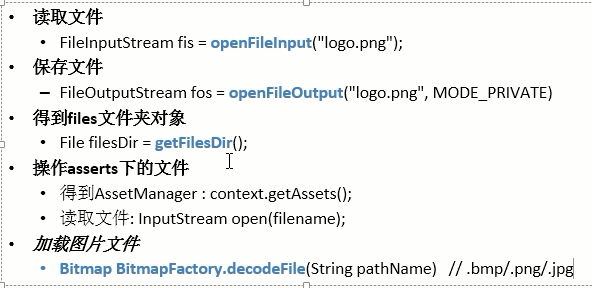 • 读取文件
• FileInputStream fis = openFileInput("logo.png");
• 保存文件
– FileOutputStream fos = openFileOutput("logo.png", MODE_PRIVATE)
• 得到files文件夹对象
• File filesDir = getFilesDir();
• 操作asserts下的文件
• 得到AssetManager : context.getAssets();
• 读取文件: InputStream open(filename);
• 加载图片文件
• Bitmap BitmapFactory.decodeFile(String pathName) // .bmp/.png/.jpg